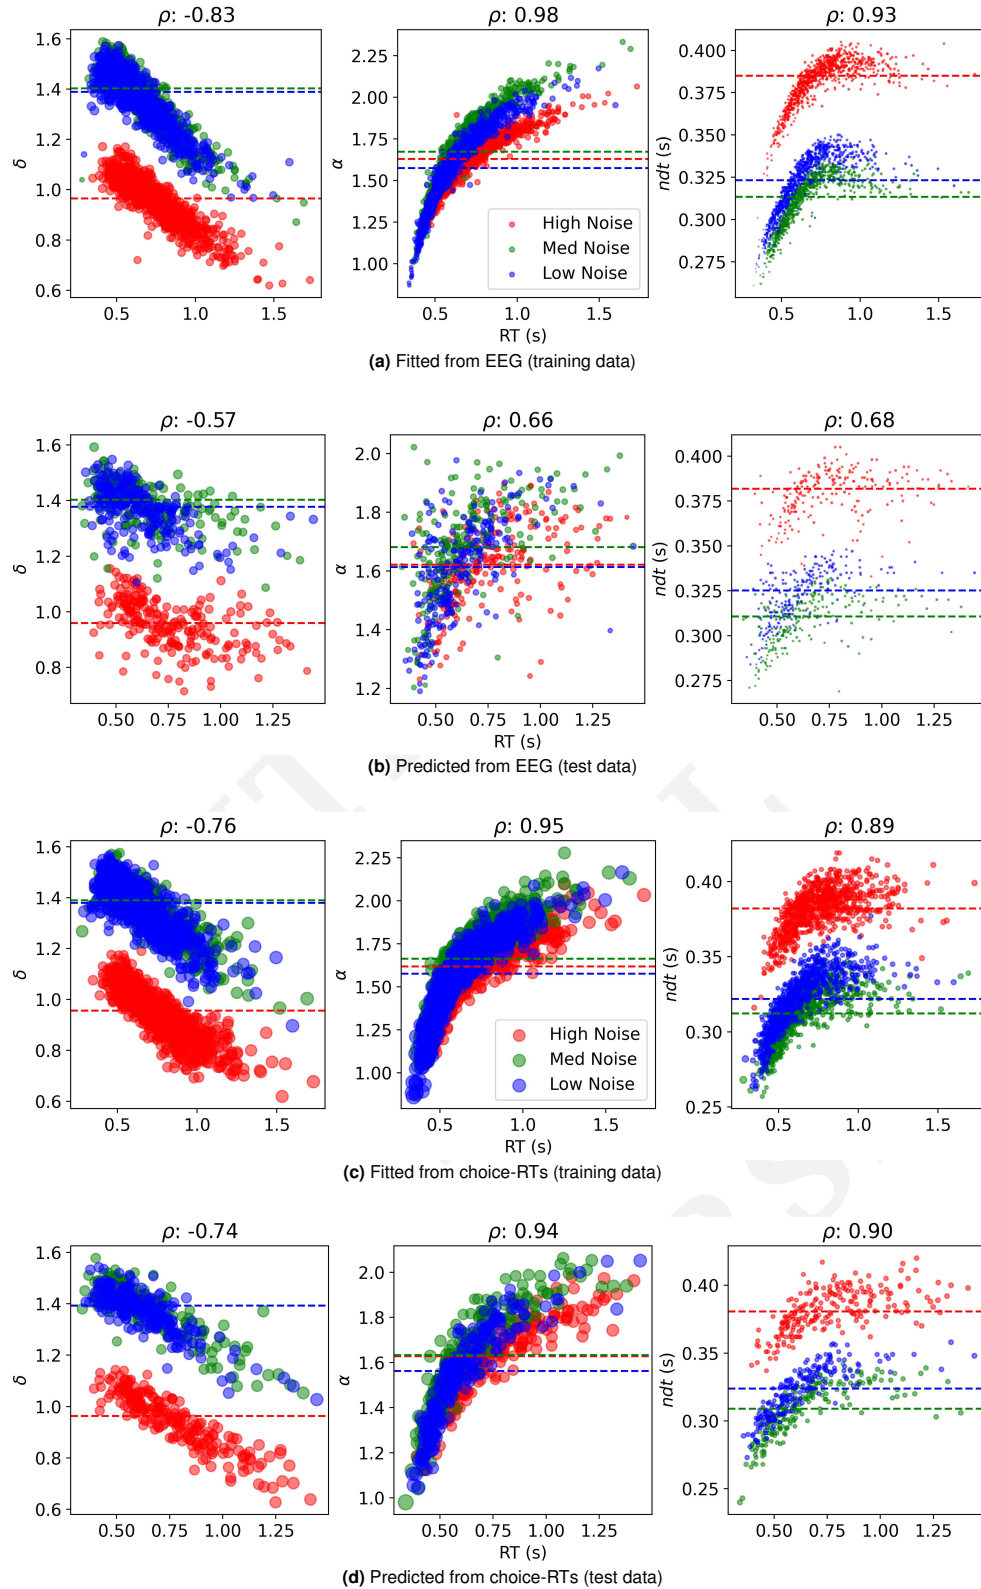 ρ: -0.83 ρ: 0.98 ρ: 0.93
1.6
1.4
1.2
1.0
0.8
0.6
δ
0.5 1.0 1.5
2.25
2.00
1.75
1.50
1.25
1.00
α
High Noise
Med Noise
Low Noise
0.5 1.0 1.5
RT (s)
0.400
0.375
0.350
0.325
0.300
0.275
ndt (s)
0.5 1.0 1.5
(a) Fitted from EEG (training data)
ρ: -0.57 ρ: 0.66 ρ: 0.68
1.6
1.4
1.2
1.0
0.8
δ
0.50 0.75 1.00 1.25
2.0
1.8
1.6
1.4
1.2
α
0.50 0.75 1.00 1.25
RT (s)
0.400
0.375
0.350
0.325
0.300
0.275
ndt (s)
0.50 0.75 1.00 1.25
(b) Predicted from EEG (test data)
ρ: -0.76 ρ: 0.95 ρ: 0.89
1.6
1.4
1.2
1.0
0.8
0.6
δ
0.5 1.0 1.5
2.25
2.00
1.75
1.50
1.25
1.00
α
High Noise
Med Noise
Low Noise
0.5 1.0 1.5
RT (s)
0.40
0.35
0.30
0.25
ndt (s)
0.5 1.0 1.5
(c) Fitted from choice-RTs (training data)
ρ: -0.74 ρ: 0.94 ρ: 0.90
1.6
1.4
1.2
1.0
0.8
0.6
δ
0.50 0.75 1.00 1.25
2.0
1.8
1.6
1.4
1.2
1.0
α
0.50 0.75 1.00 1.25 1.50
RT (s)
0.40
0.35
0.30
0.25
ndt (s)
0.50 0.75 1.00 1.25
(d) Predicted from choice-RTs (test data)